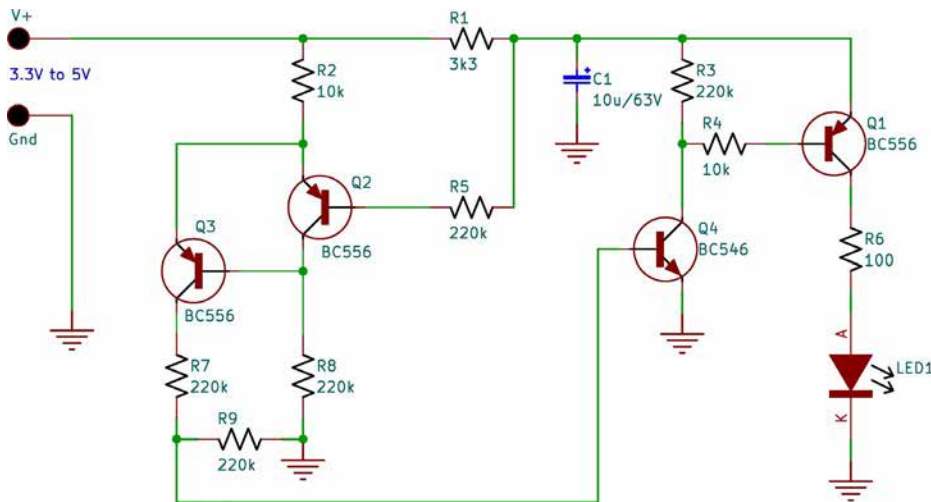 V+
3.3V to 5V
Gnd
R1
3k3
R2
10k
C1
+
10u/63V
R3
220k
R4
10k
Q1
BC556
Q2
BC556
R5
220k
Q3
BC556
Q4
BC546
R6
100
R7
220k
R8
220k
R9
220k
A
LED1
K